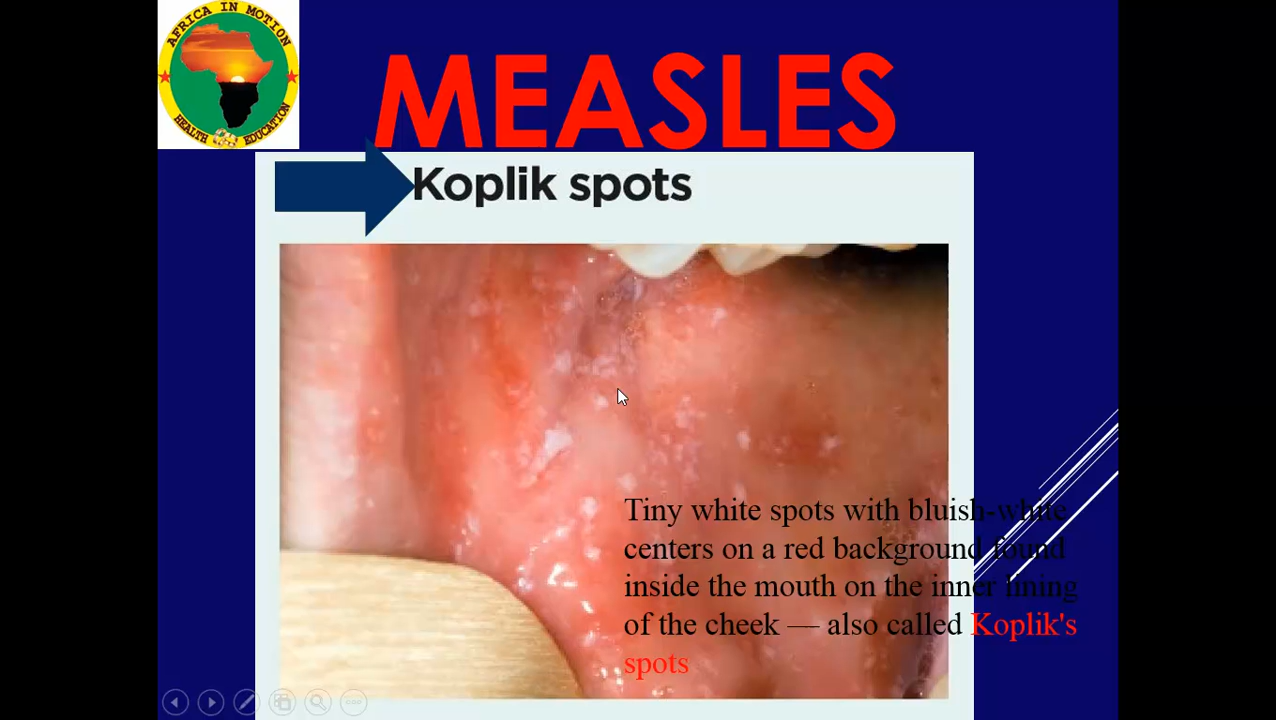 AFRICA IN MOTION
HEALTH EDUCATION
MEASLES
Koplik spots
Tiny white spots with bluish-white
centers on a red background found
inside the mouth on the inner lining
of the cheek — also called Koplik's
spots